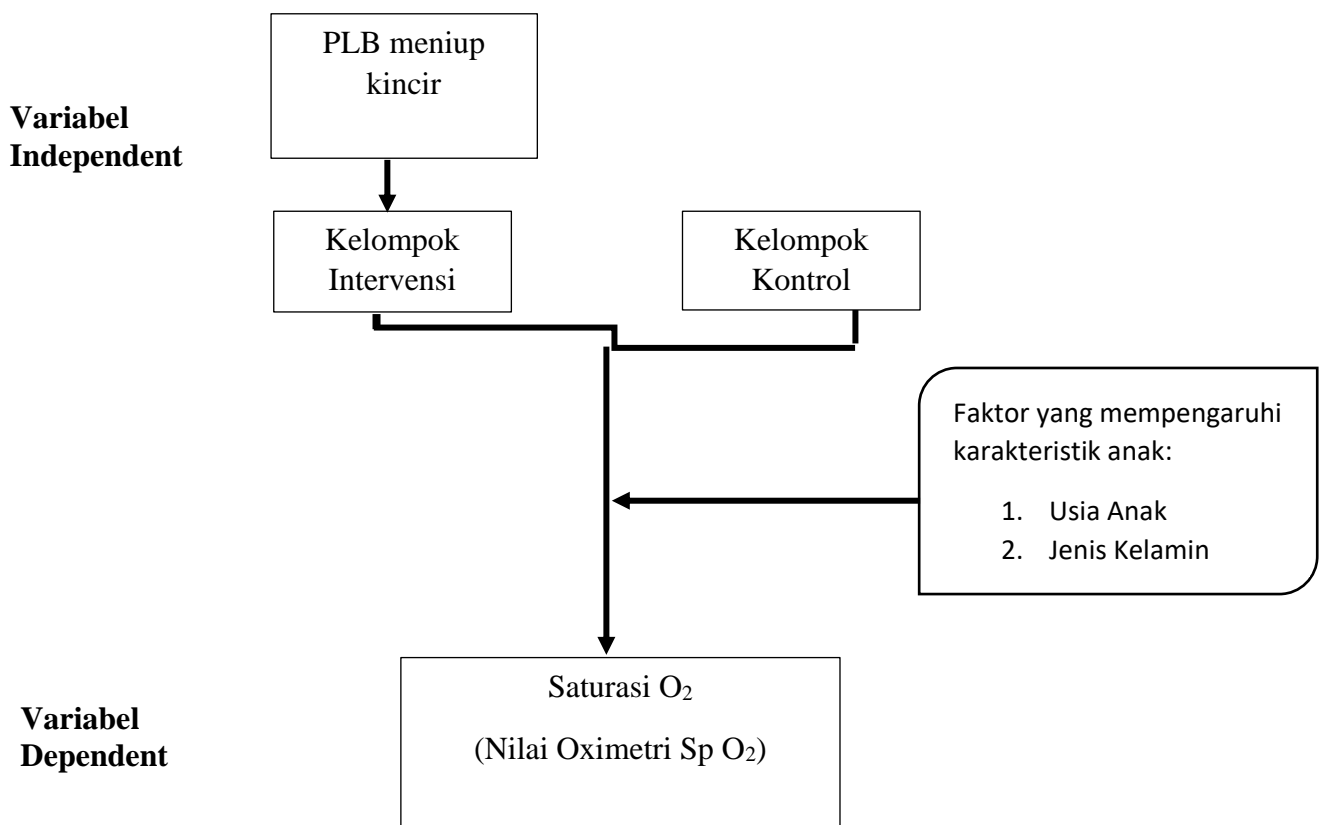 PLB meniup
kincir
Variabel
Independent
Kelompok
Intervensi
Kelompok
Kontrol
Faktor yang mempengaruhi
karakteristik anak:
1. Usia Anak
2. Jenis Kelamin
Saturasi O₂
(Nilai Oximetri Sp O₂)
Variabel
Dependent